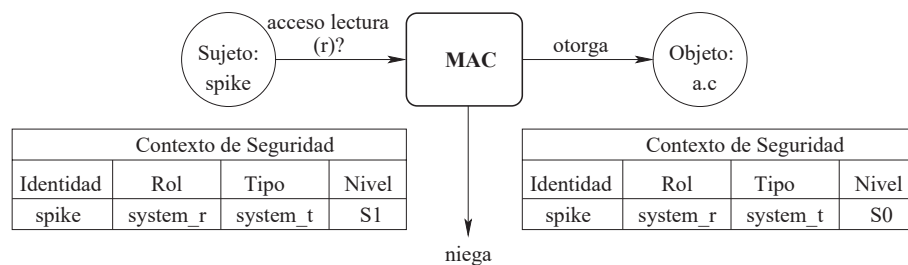 acceso lectura
(r)?
Sujeto:
spike
MAC
otorga
Objeto:
a.c
Contexto de Seguridad
Identidad Rol Tipo Nivel
spike system_r system_t S1
Contexto de Seguridad
Identidad Rol Tipo Nivel
spike system_r system_t S0
niega